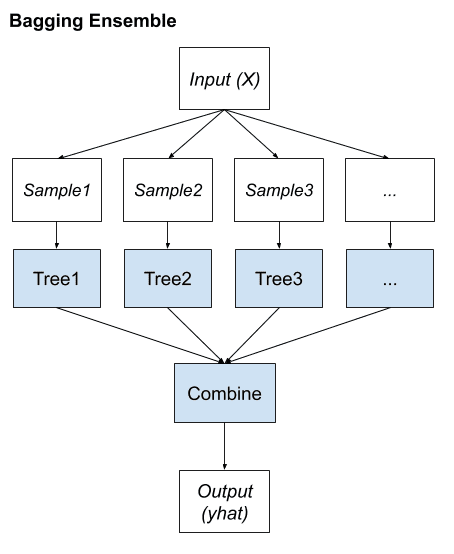 Bagging Ensemble
Input (X)
Sample1
Sample2
Sample3
...
Tree1
Tree2
Tree3
...
Combine
Output
(yhat)